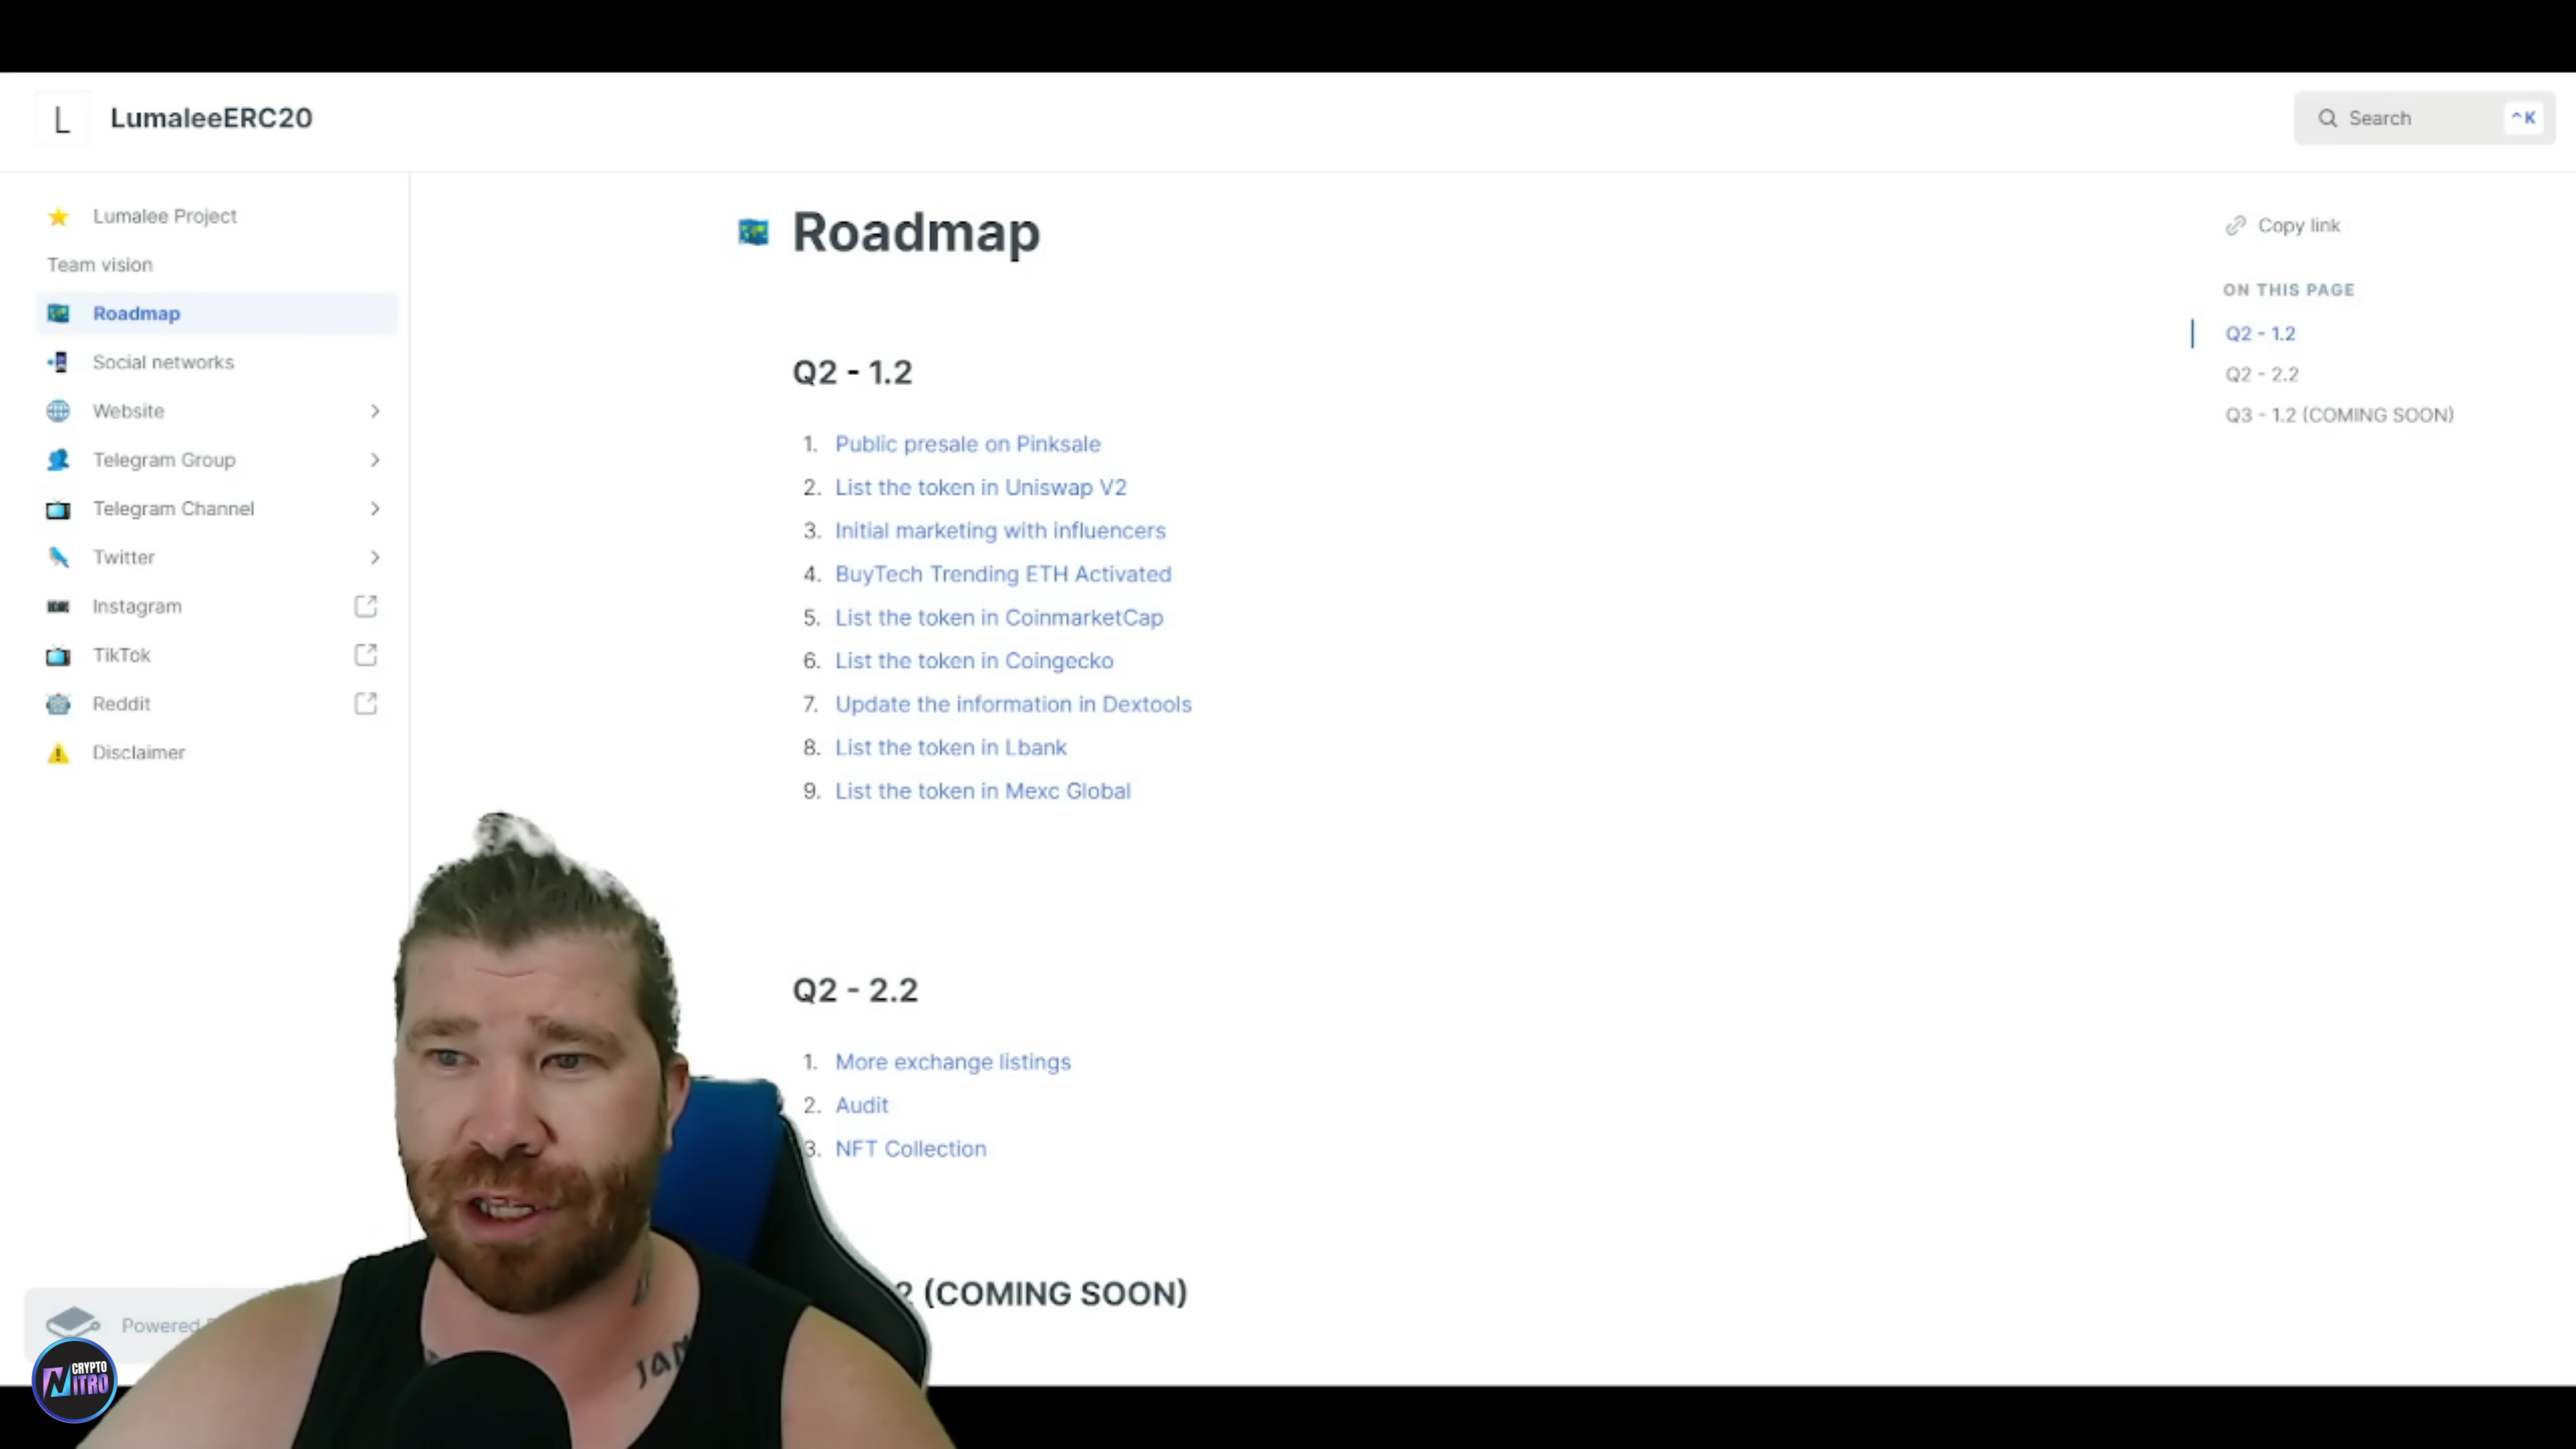 L
LumaleeERC20
Search
^K
Lumalee Project
Team vision
Roadmap
Social networks
Website
Telegram Group
Telegram Channel
Twitter
Instagram
TikTok
Reddit
Disclaimer
Powered
Roadmap
Q2 - 1.2
1. Public presale on Pinksale
2. List the token in Uniswap V2
3. Initial marketing with influencers
4. BuyTech Trending ETH Activated
5. List the token in CoinmarketCap
6. List the token in Coingecko
7. Update the information in Dextools
8. List the token in Lbank
9. List the token in Mexc Global
Q2 - 2.2
1. More exchange listings
2. Audit
3. NFT Collection
2 (COMING SOON)
Copy link
ON THIS PAGE
Q2 - 1.2
Q2 - 2.2
Q3 - 1.2 (COMING SOON)
CRYPTO
NITRO
JAN